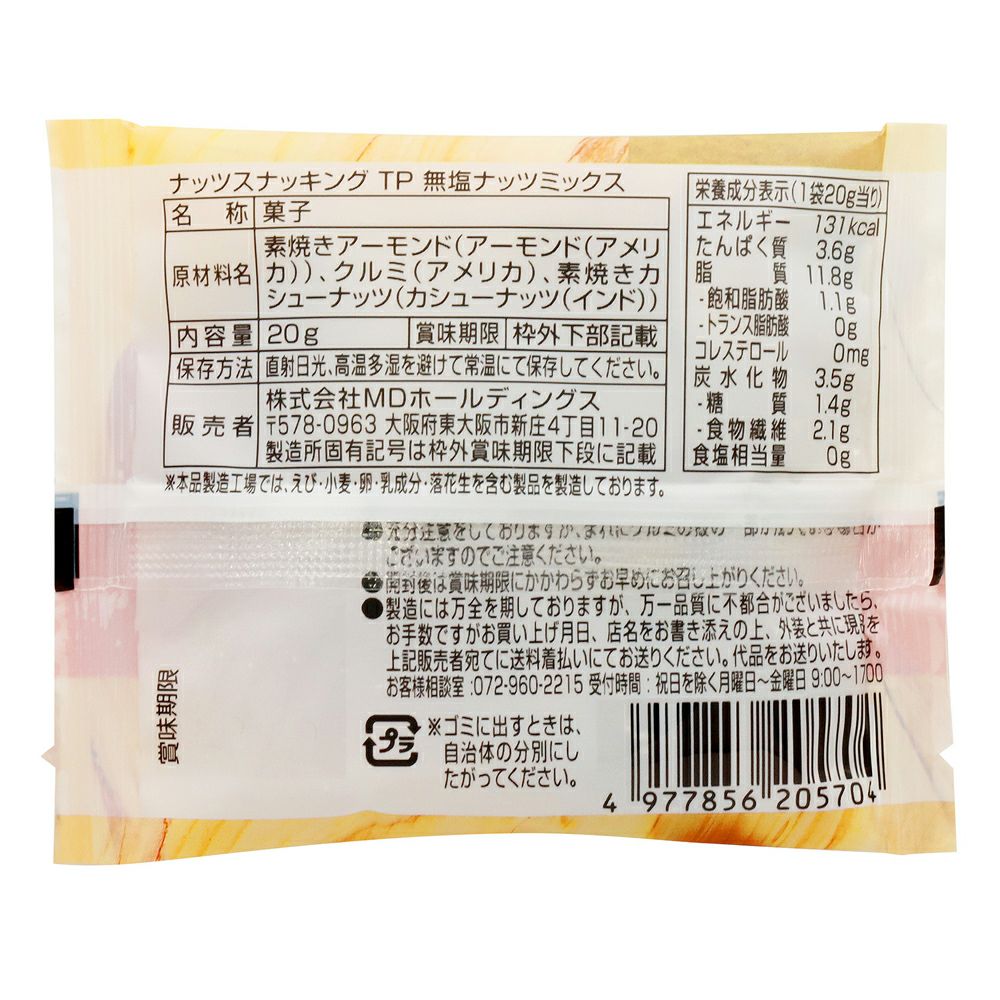 ナッツスナッキング TP 無塩ナッツミックス
名 称 菓子
原材料名 素焼きアーモンド(アーモンド(アメリ
カ))、クルミ(アメリカ)、素焼きカ
シューナッツ(カシューナッツ(インド))
内容量 20g 賞味期限 枠外下部記載
保存方法 直射日光、高温多湿を避けて常温にて保存してください。
販売者 株式会社MDホールディングス
〒578-0963 大阪府東大阪市新庄4丁目11-20
製造所固有記号は枠外賞味期限下段に記載
※本品製造工場では、えび・小麦・卵・乳成分・落花生を含む製品を製造しております。
栄養成分表示(1袋20g当り)
エネルギー 131kcal
たんぱく質 3.6g
脂 質 11.8g
-飽和脂肪酸 1.1g
-トランス脂肪酸 0g
コレステロール 0mg
炭水化物 3.5g
-糖 質 1.4g
-食物繊維 2.1g
食塩相当量 0g
充分注意をしておりますが、まれにクルミの殻の
ございますのでご注意ください。
●開封後は賞味期限にかかわらずお早めにお召し上がりください。
●製造には万全を期しておりますが、万一品質に不都合がございましたら、
お手数ですがお買い上げ月日、店名をお書き添えの上、外装と共に現品を
上記販売者宛てに送料着払いにてお送りください。代品をお送りいたします。
お客様相談室:072-960-2215 受付時間:祝日を除く月曜日~金曜日 9:00~17:00
賞味期限
プラ
※ゴミに出すときは、
自治体の分別にし
たがってください。
4 977856 205704